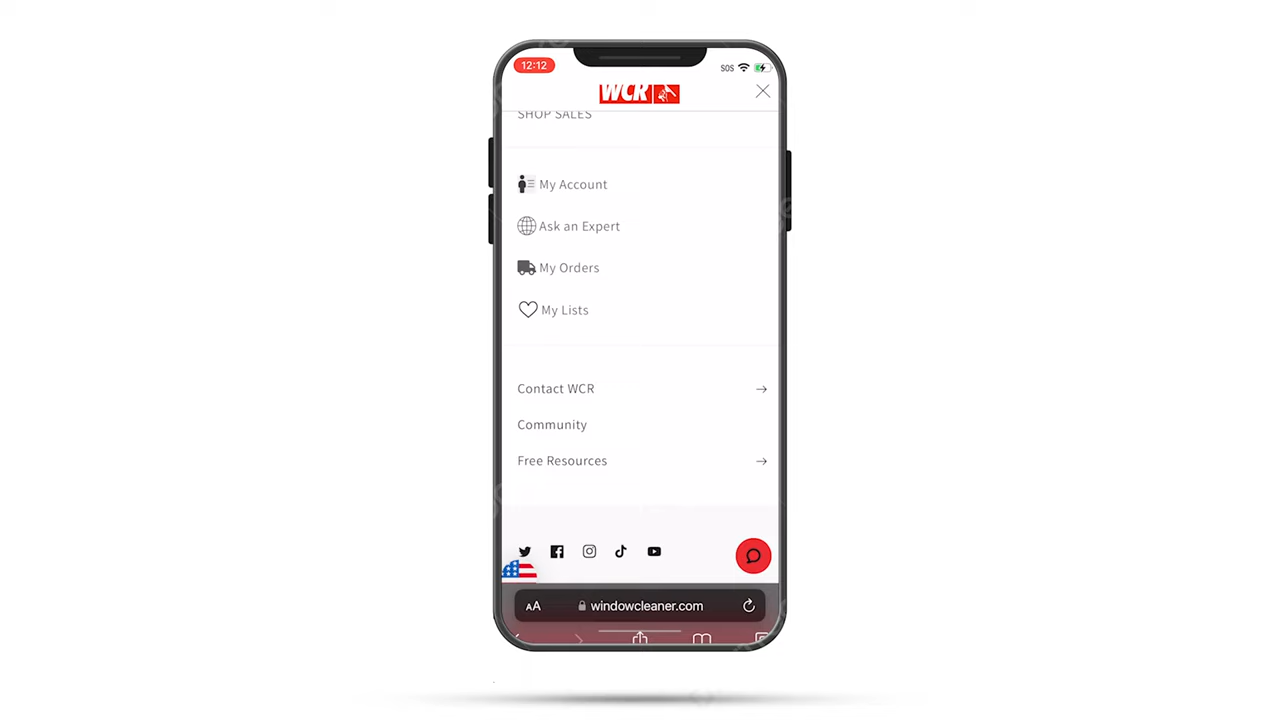 12:12
SOS
WCR
SHOP SALES
My Account
Ask an Expert
My Orders
My Lists
Contact WCR
Community
Free Resources
AA
windowcleaner.com